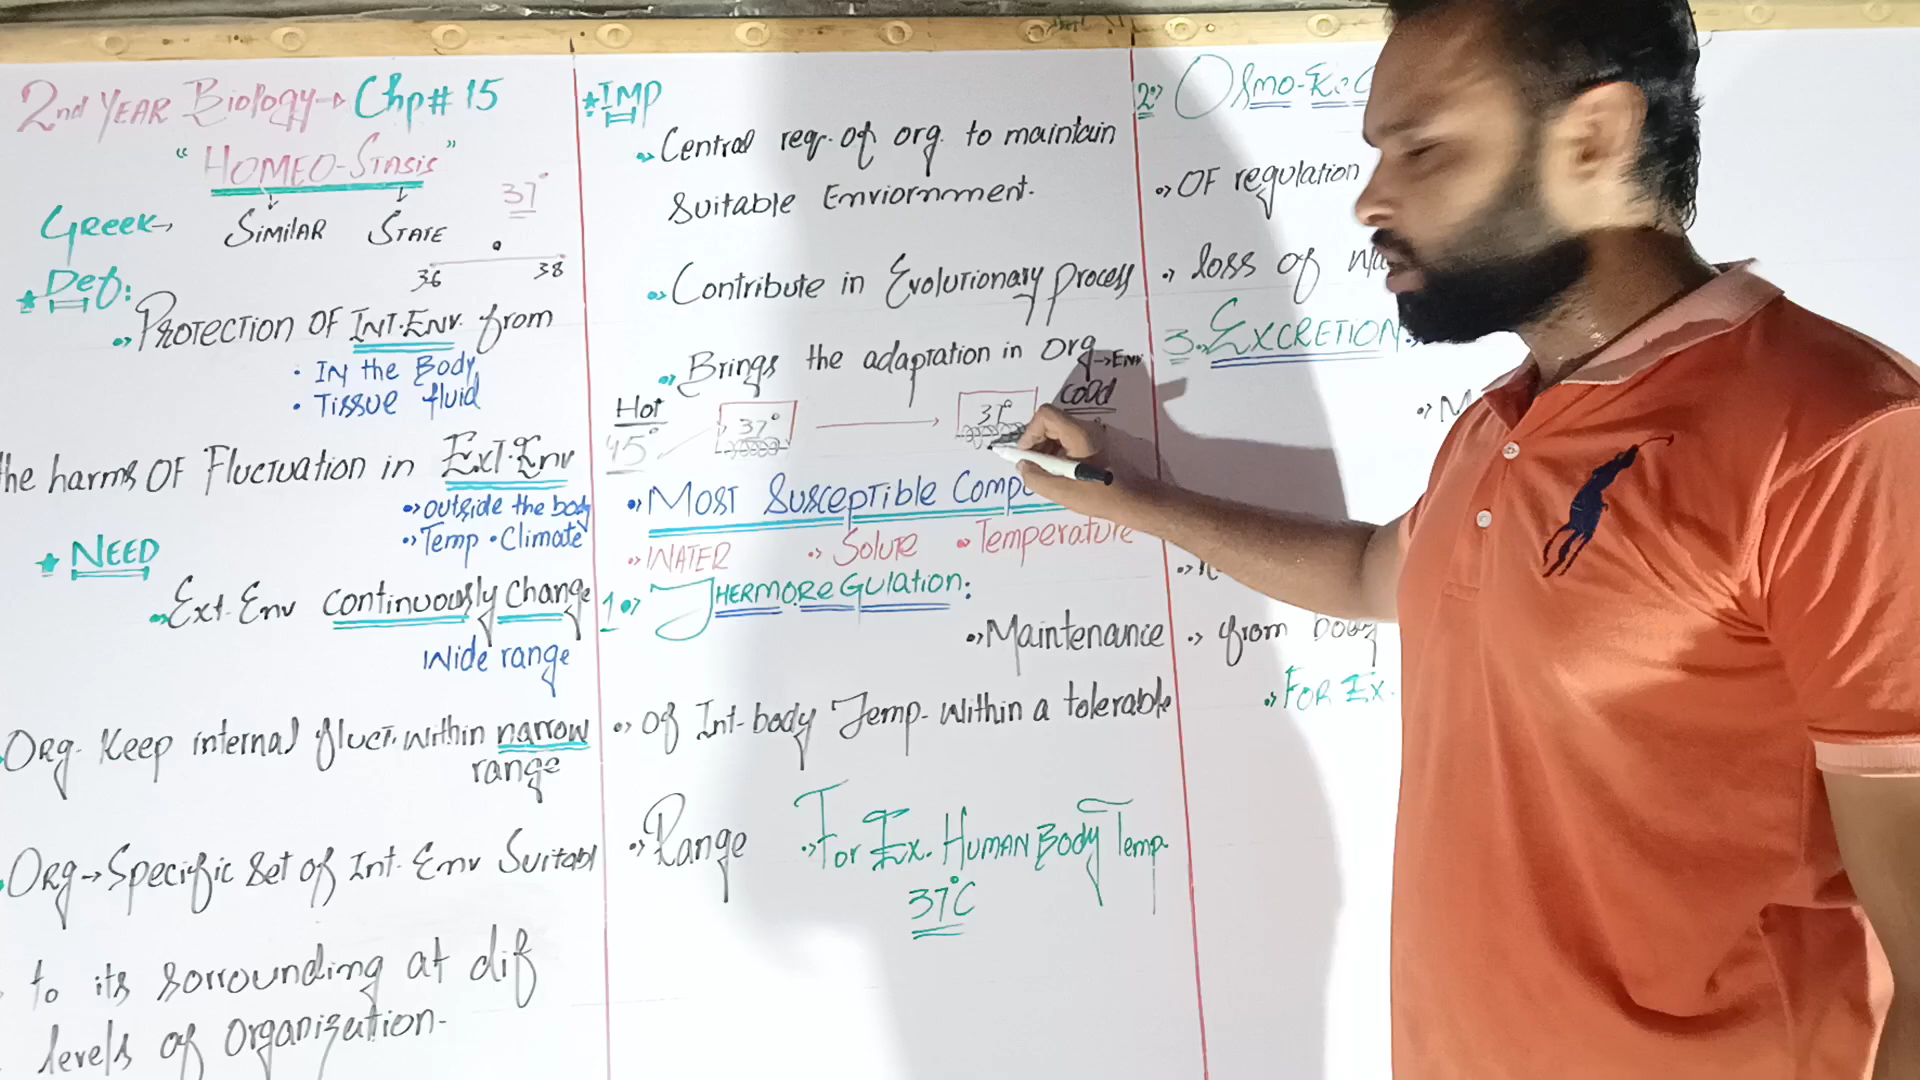 2nd YEAR Biology→ Chp# 15
"HOMEO-STASIS"
Greek→ SIMILAR STATE
37°
36 38
★ Def:
PROTECTION OF INT.ENV. from
• IN the Body
• Tissue fluid
the harms OF Fluctuation in Ext.Env
outside the body
Temp • Climate
★ NEED
Ext. Env continuously change
Wide range
Org. Keep internal fluct. within narrow
range
Org→Specific set of Int. Env Suitabl
to its sorrounding at dif
levels of organization.
★IMP
Central reqr. of org. to maintain
Suitable Enviornmment.
Contribute in Evolutionary process
Brings the adaptation in Org→Env
Hot 37° 37° Cold
45°
• MOST Susceptible
WATER Solute Temperature
1 THERMOREGULATION:
Maintenance
of Int-body Temp. within a tolerable
Range For Ex. HUMAN BODY Temp.
37°C
2 Osmo-
OF regulation
loss of
3. EXCRETION:
from body
FOR Ex.